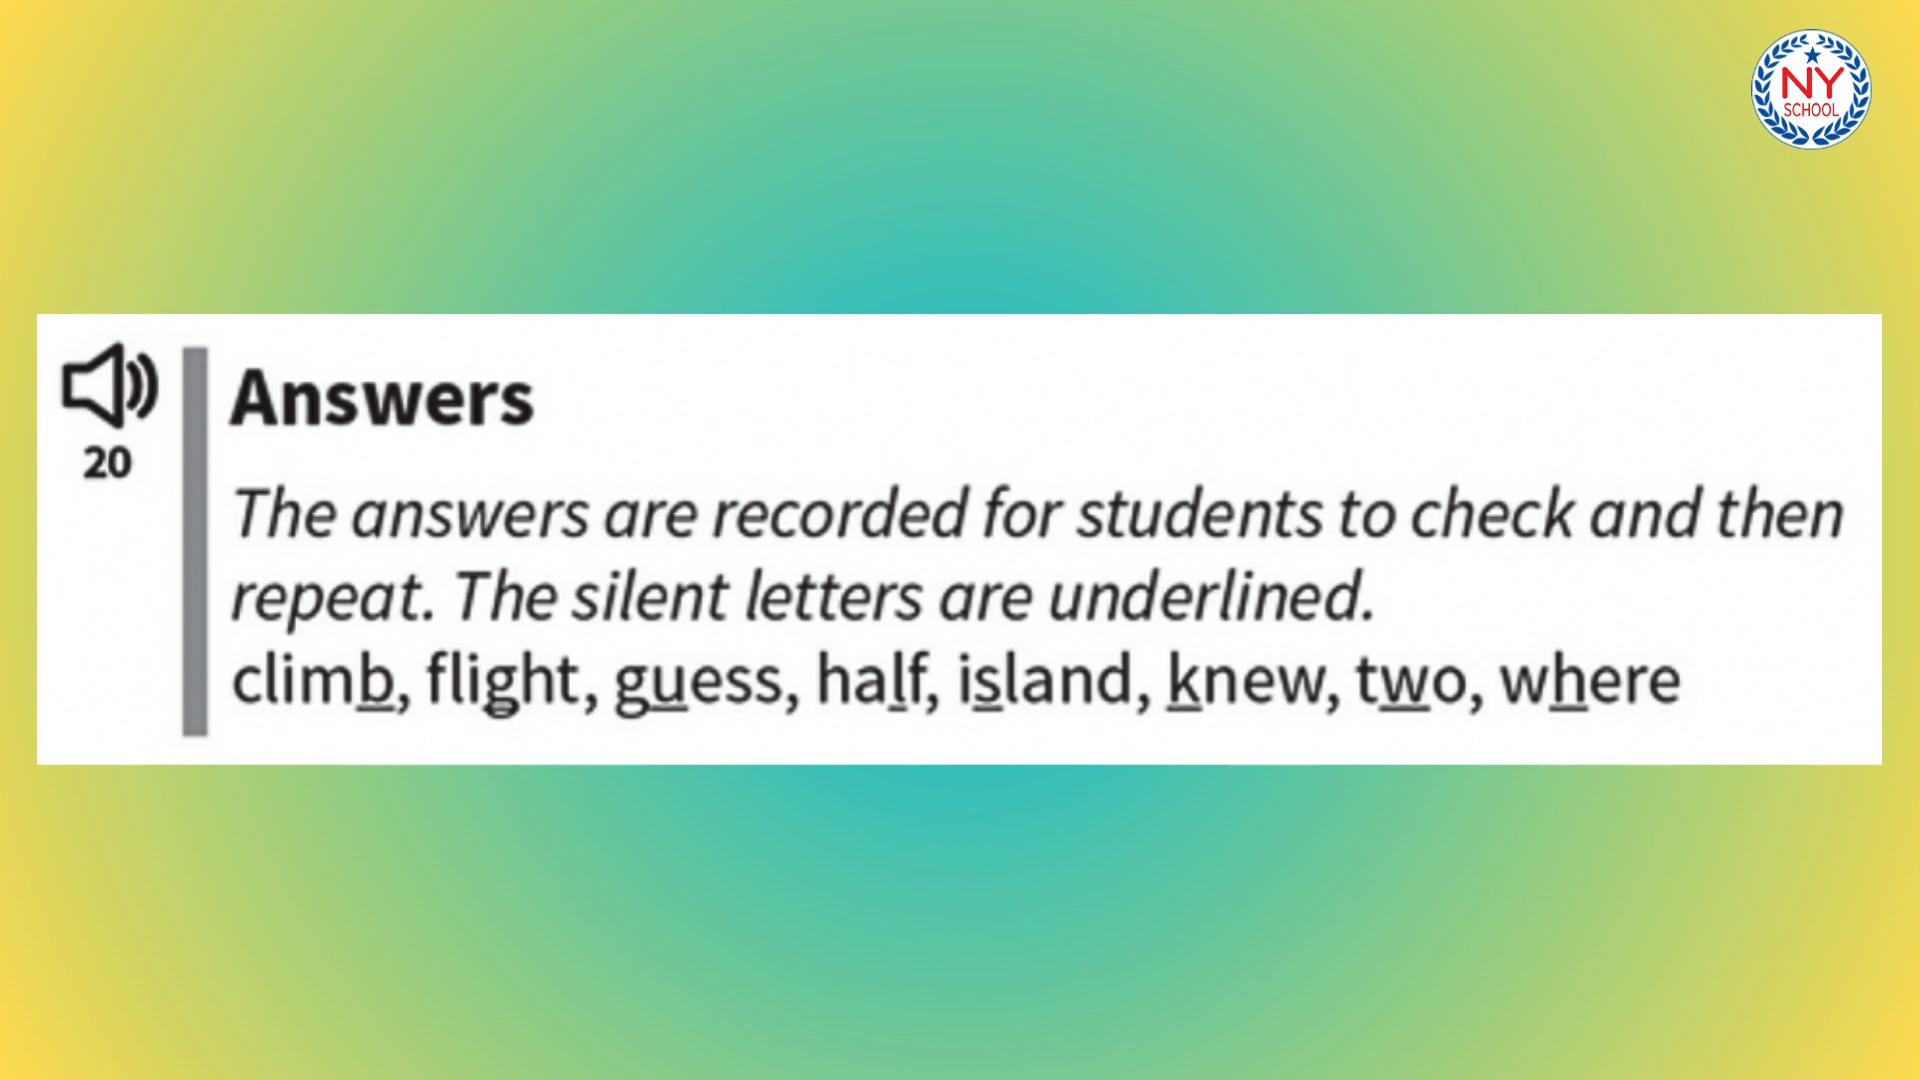 NY
SCHOOL
20
Answers
The answers are recorded for students to check and then
repeat. The silent letters are underlined.
climb, flight, guess, half, island, knew, two, where